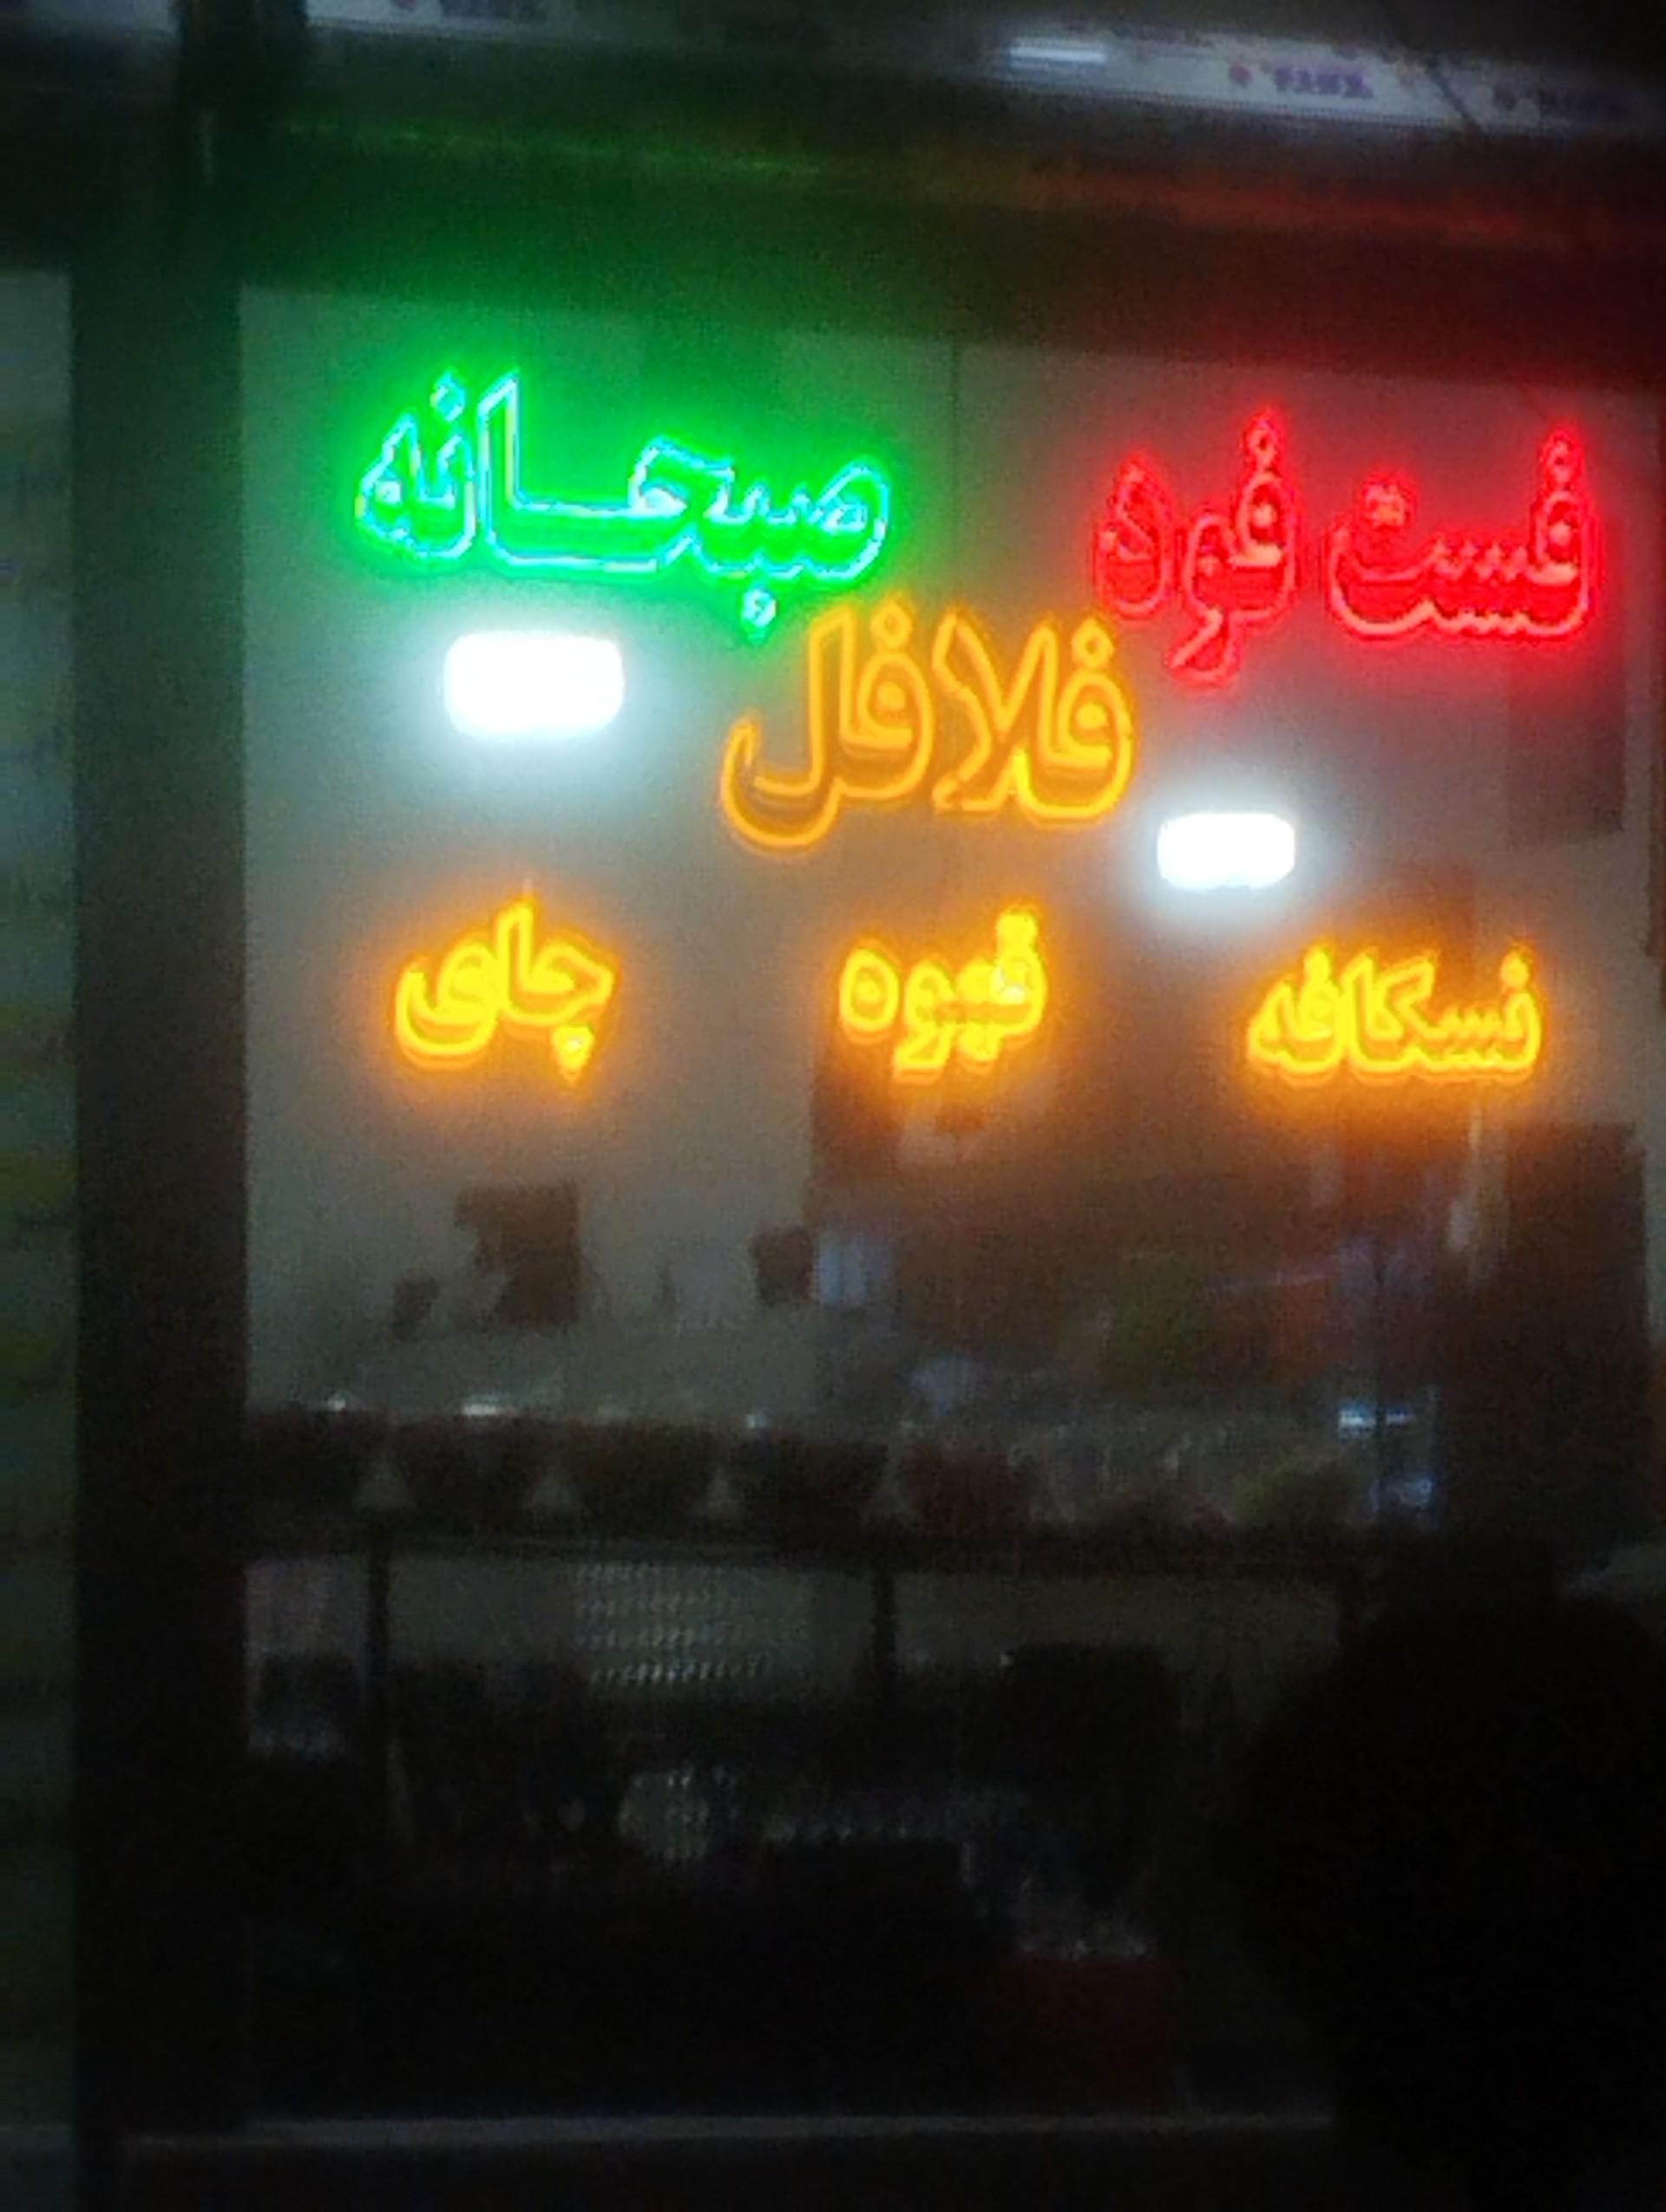 فست فود
صبحانه
فلافل
نسکافه
قهوه
چای